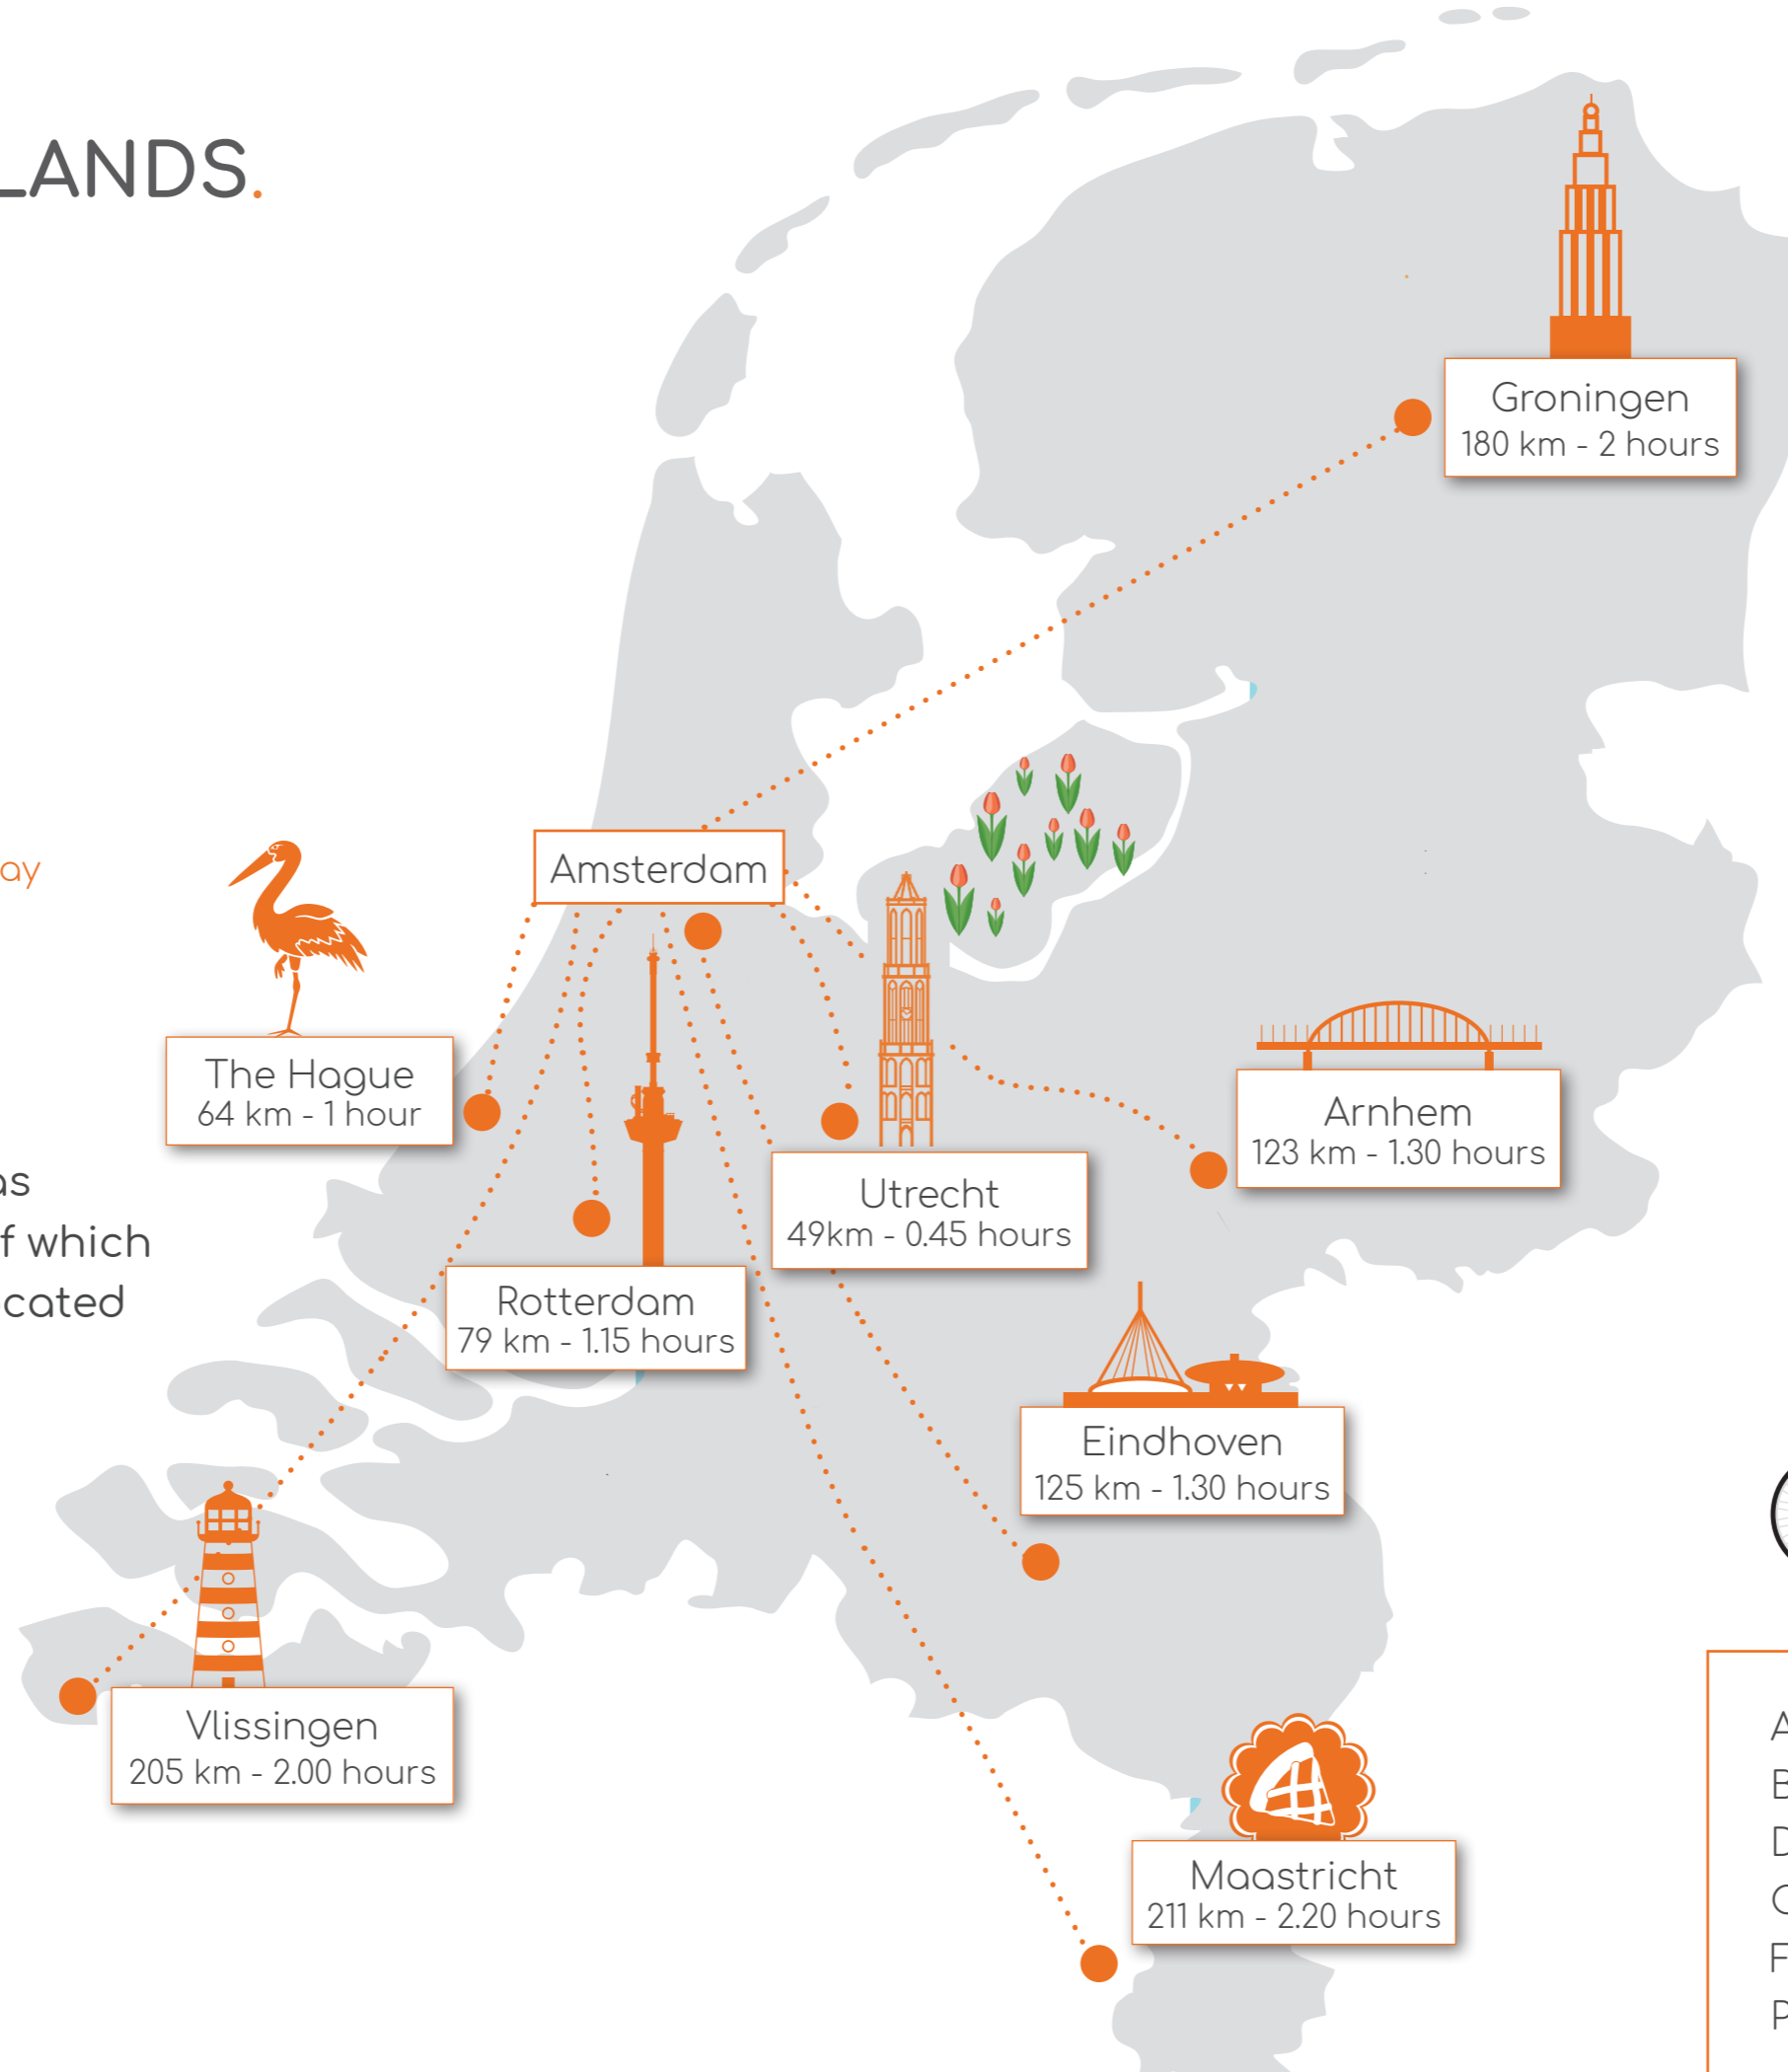 LANDS.
Groningen
180 km - 2 hours
ay
Amsterdam
The Hague
64 km - 1 hour
Arnhem
123 km - 1.30 hours
as
f which
cated
Utrecht
49km - 0.45 hours
Rotterdam
79 km - 1.15 hours
Eindhoven
125 km - 1.30 hours
Vlissingen
205 km - 2.00 hours
Maastricht
211 km - 2.20 hours
A
B
D
F
P